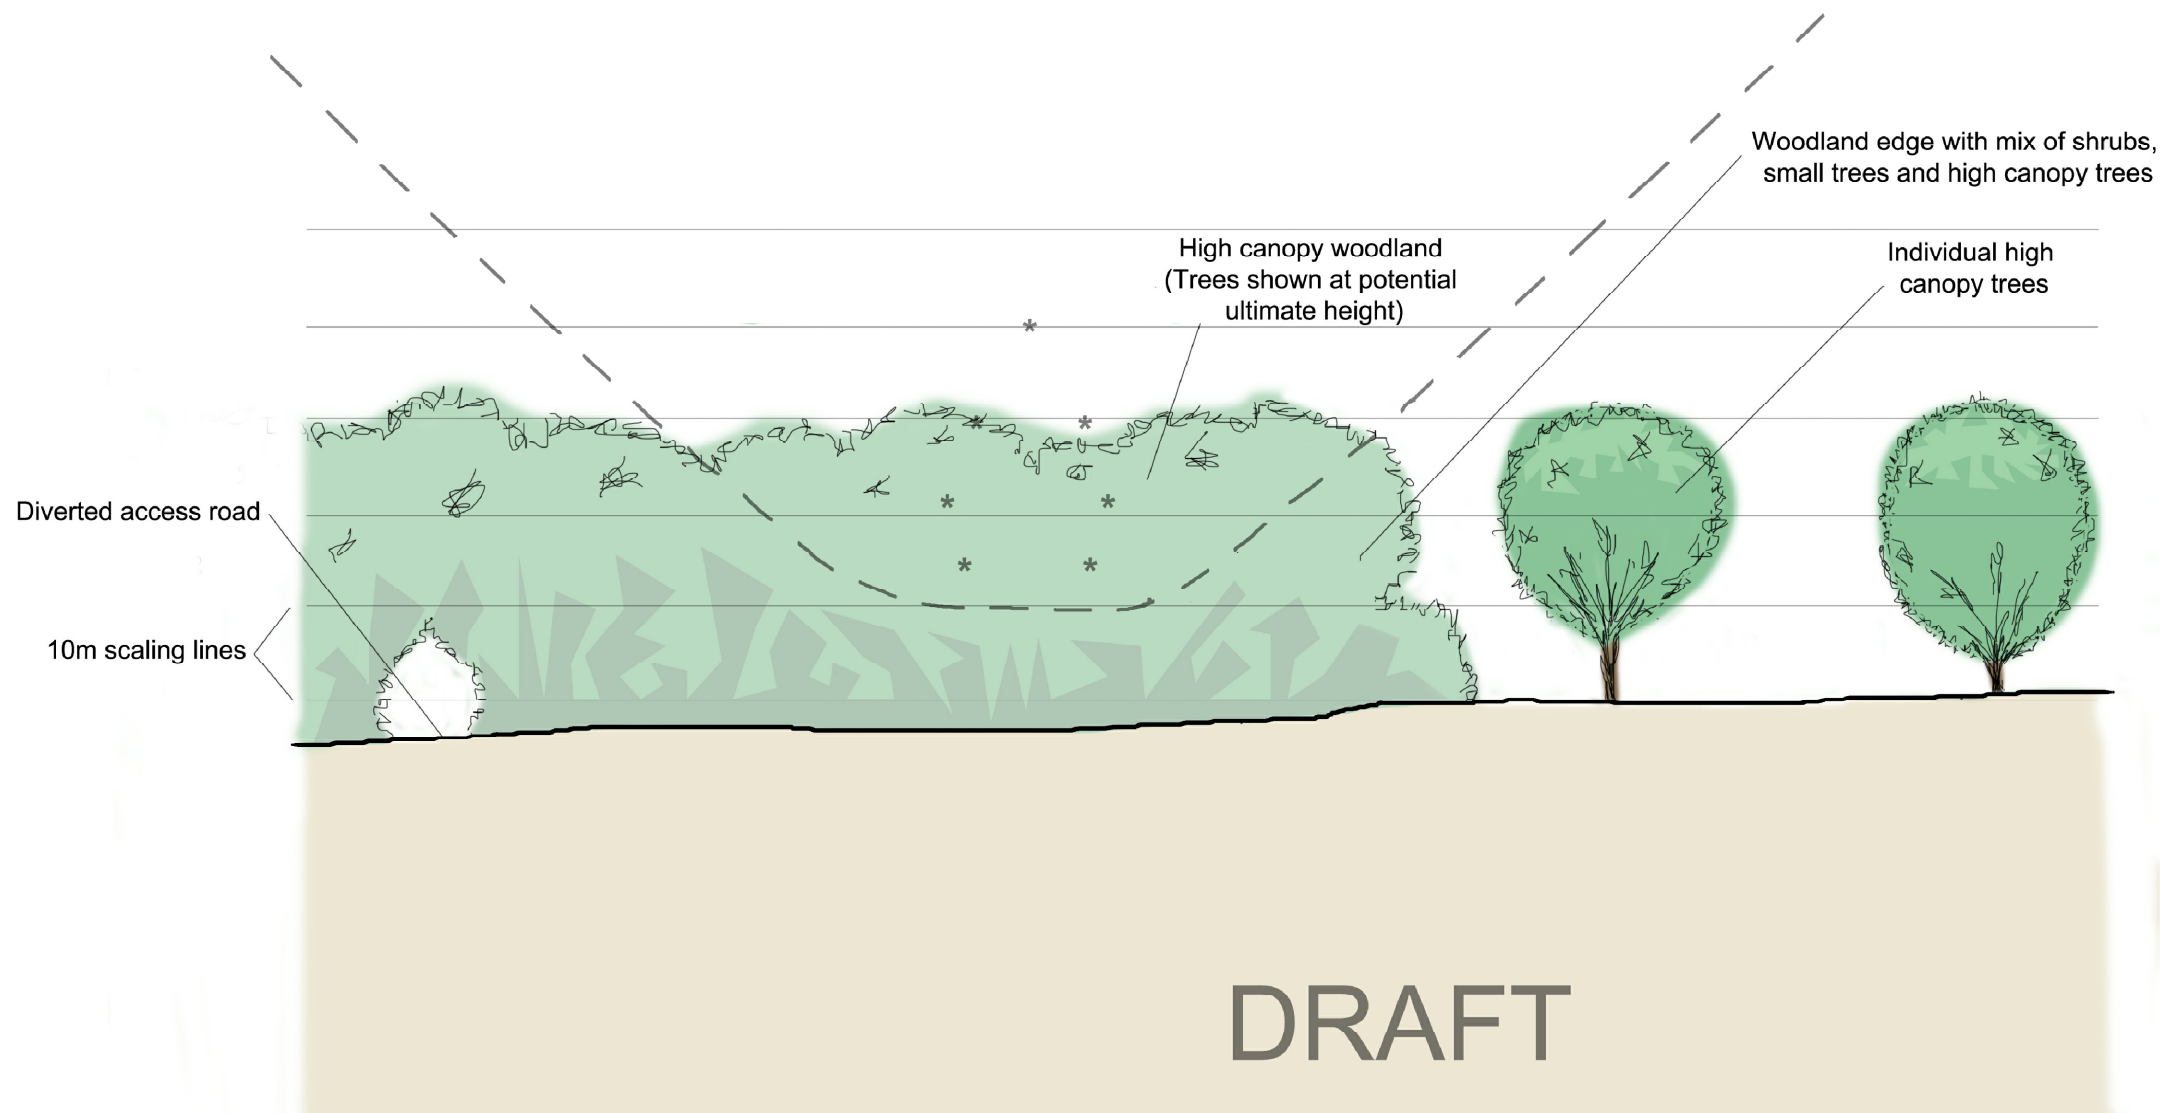 Woodland edge with mix of shrubs,
small trees and high canopy trees
High canopy woodland
(Trees shown at potential
ultimate height)
Individual high
canopy trees
Diverted access road
10m scaling lines
DRAFT